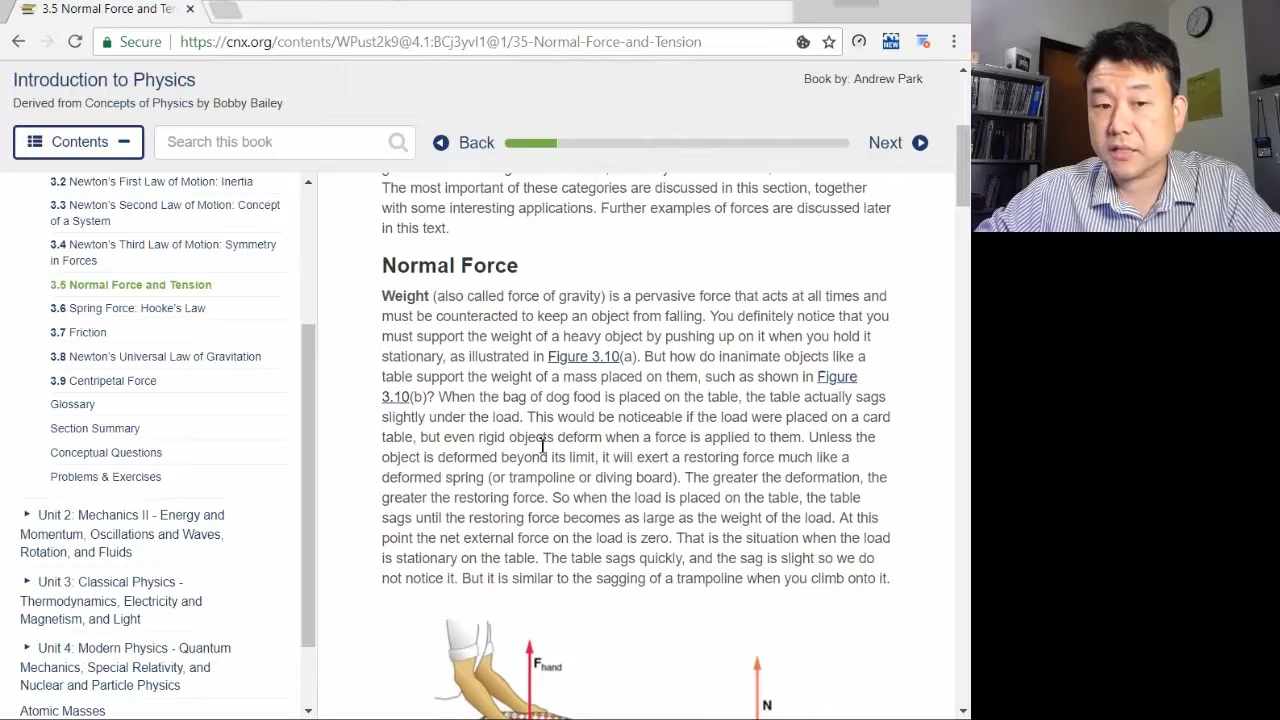 3.5 Normal Force and Ten
Secure
https://cnx.org/contents/WPust2k9@4.1:BCj3yvI1@1/35-Normal-Force-and-Tension
NEW
Introduction to Physics
Book by: Andrew Park
Derived from Concepts of Physics by Bobby Bailey
Contents
Search this book
Back
Next
3.2 Newton's First Law of Motion: Inertia
3.3 Newton's Second Law of Motion: Concept
of a System
3.4 Newton's Third Law of Motion: Symmetry
in Forces
3.5 Normal Force and Tension
3.6 Spring Force: Hooke's Law
3.7 Friction
3.8 Newton's Universal Law of Gravitation
3.9 Centripetal Force
Glossary
Section Summary
Conceptual Questions
Problems & Exercises
Unit 2: Mechanics II - Energy and
Momentum, Oscillations and Waves,
Rotation, and Fluids
Unit 3: Classical Physics -
Thermodynamics, Electricity and
Magnetism, and Light
Unit 4: Modern Physics - Quantum
Mechanics, Special Relativity, and
Nuclear and Particle Physics
Atomic Masses
The most important of these categories are discussed in this section, together
with some interesting applications. Further examples of forces are discussed later
in this text.
Normal Force
Weight (also called force of gravity) is a pervasive force that acts at all times and
must be counteracted to keep an object from falling. You definitely notice that you
must support the weight of a heavy object by pushing up on it when you hold it
stationary, as illustrated in Figure 3.10(a). But how do inanimate objects like a
table support the weight of a mass placed on them, such as shown in Figure
3.10(b)? When the bag of dog food is placed on the table, the table actually sags
slightly under the load. This would be noticeable if the load were placed on a card
table, but even rigid objects deform when a force is applied to them. Unless the
object is deformed beyond its limit, it will exert a restoring force much like a
deformed spring (or trampoline or diving board). The greater the deformation, the
greater the restoring force. So when the load is placed on the table, the table
sags until the restoring force becomes as large as the weight of the load. At this
point the net external force on the load is zero. That is the situation when the load
is stationary on the table. The table sags quickly, and the sag is slight so we do
not notice it. But it is similar to the sagging of a trampoline when you climb onto it.
Fhand
N